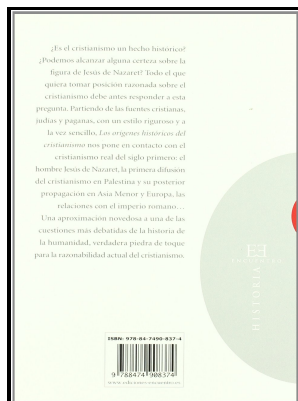 ¿Es el cristianismo un hecho histórico?
¿Podemos alcanzar alguna certeza sobre la
figura de Jesús de Nazaret? Todo el que
quiera tomar posición razonada sobre el
cristianismo debe antes responder a esta
pregunta. Partiendo de las fuentes cristianas,
judías y paganas, con un estilo riguroso y a
la vez sencillo, Los orígenes históricos del
cristianismo nos pone en contacto con el
cristianismo real del siglo primero: el
hombre Jesús de Nazaret, la primera difusión
del cristianismo en Palestina y su posterior
propagación en Asia Menor y Europa, las
relaciones con el imperio romano…
Una aproximación novedosa a una de las
cuestiones más debatidas de la historia de
la humanidad, verdadera piedra de toque
para la razonabilidad actual del cristianismo.
HISTORIA
ISBN: 978-84-7490-837-4
9 788474 908374